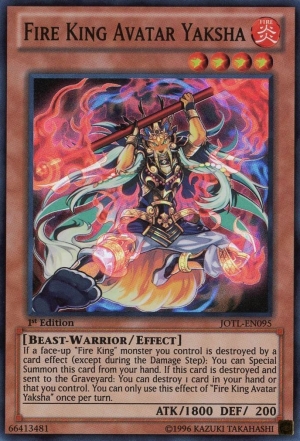 FIRE KING AVATAR YAKSHA
FIRE
炎
1st Edition
JOTL-EN095
[BEAST-WARRIOR/EFFECT]
If a face-up "Fire King" monster you control is destroyed by
a card effect (except during the Damage Step): You can
Special Summon this card from your hand. If this card is destroyed and
sent to the Graveyard: You can destroy 1 card in your hand or
that you control. You can only use this effect of "Fire King Avatar
Yaksha" once per turn.
ATK/1800 DEF/ 200
66413481
©1996 KAZUKI TAKAHASHI